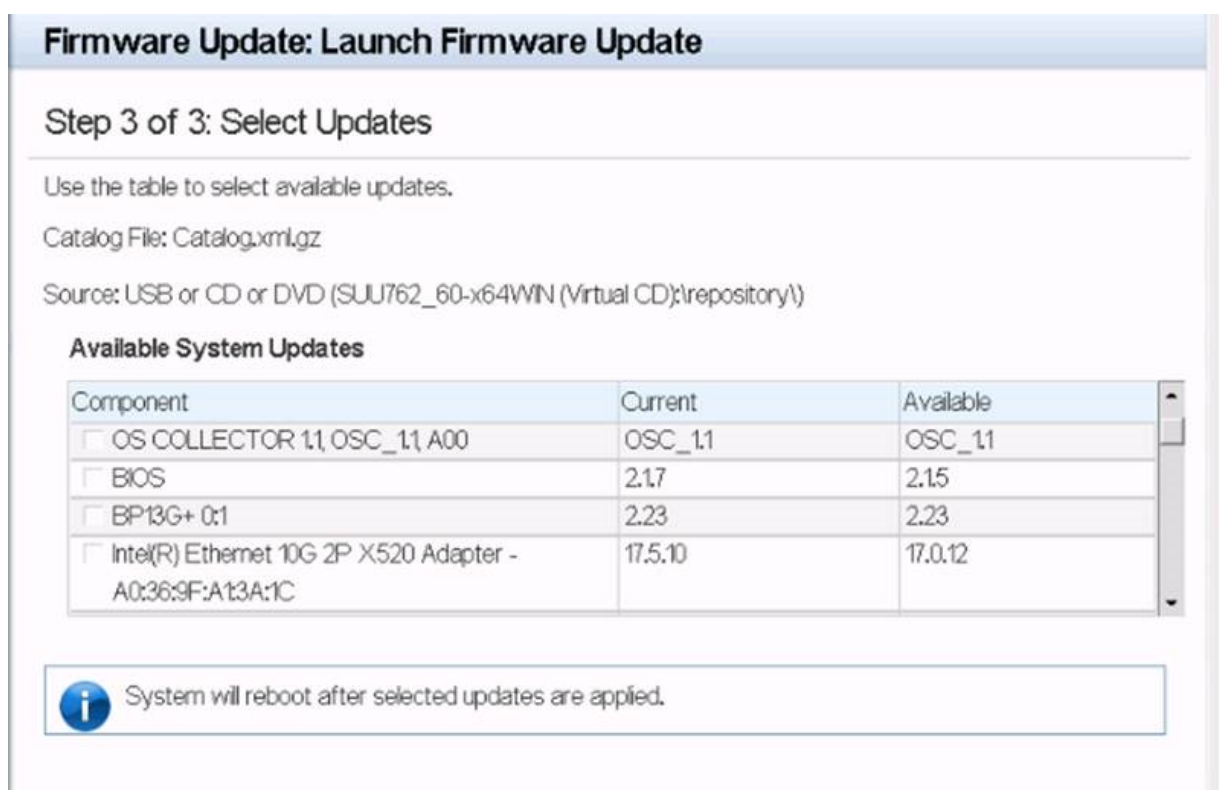 Firmware Update: Launch Firmware Update
Step 3 of 3: Select Updates
Use the table to select available updates.
Catalog File: Catalog.xml.gz
Source: USB or CD or DVD (SUU762_60-x64WIN (Virtual CD):\repository\)
Available System Updates
Component Current Available
OS COLLECTOR 1.1, OSC_1.1, A00 OSC_1.1 OSC_1.1
BIOS 2.1.7 2.1.5
BP13G+ 0:1 2.23 2.23
Intel(R) Ethernet 10G 2P X520 Adapter - 17.5.10 17.0.12
A0:36:9F:A1:3A:1C
System will reboot after selected updates are applied.